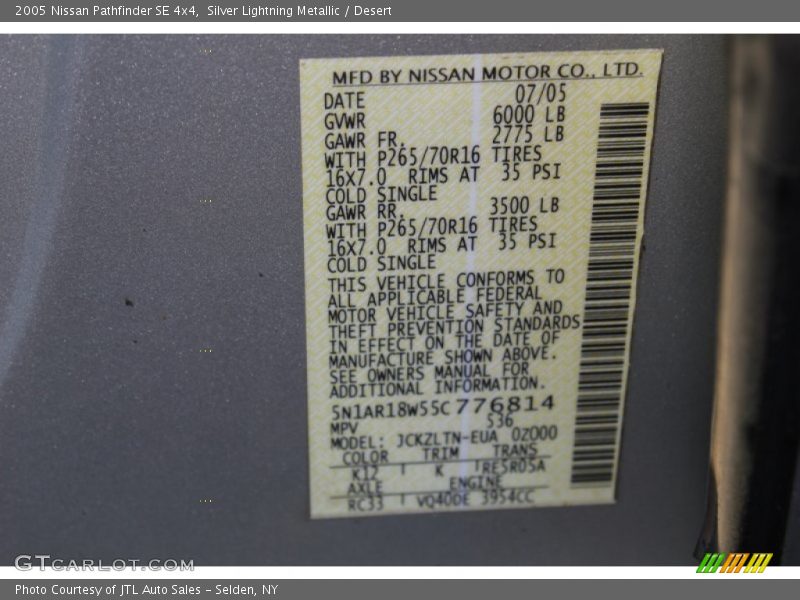 2005 Nissan Pathfinder SE 4x4,  Silver Lightning Metallic / Desert
MFD BY NISSAN MOTOR CO., LTD.
DATE 07/05
GVWR 6000 LB
GAWR FR. 2775 LB
WITH P265/70R16 TIRES
16X7.0 RIMS AT 35 PSI
COLD SINGLE
GAWR RR. 3500 LB
WITH P265/70R16 TIRES
16X7.0 RIMS AT 35 PSI
COLD SINGLE
THIS VEHICLE CONFORMS TO
ALL APPLICABLE FEDERAL
MOTOR VEHICLE SAFETY AND
THEFT PREVENTION STANDARDS
IN EFFECT ON THE DATE OF
MANUFACTURE SHOWN ABOVE.
SEE OWNERS MANUAL FOR
ADDITIONAL INFORMATION.
5N1AR18W55C776814
MPV 536
MODEL: JCKZLTN-EUA 0Z000
COLOR TRIM TRANS
K12 K RE5R05A
AXLE ENGINE
RC33 VQ40DE 3954CC
GTCARLOT.COM
Photo Courtesy of JTL Auto Sales - Selden, NY